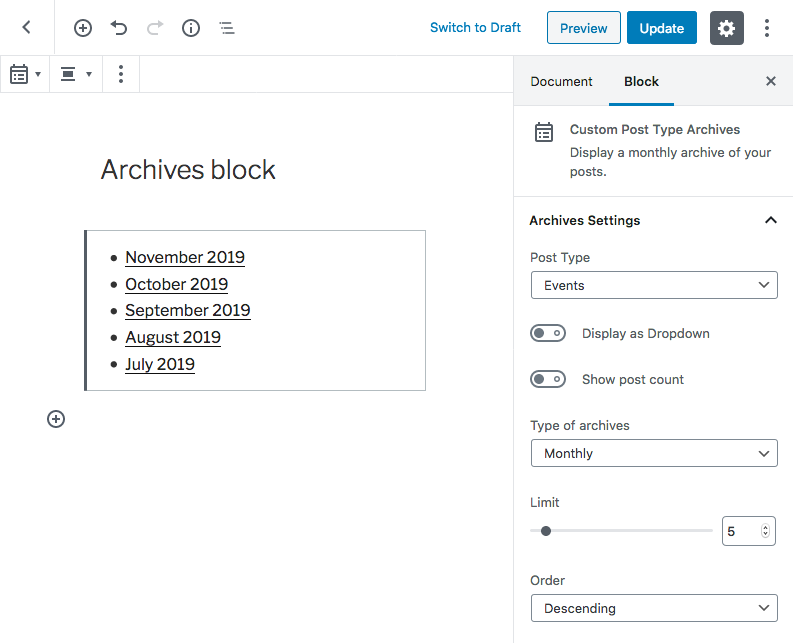 Switch to Draft
Preview
Update
Document
Block
Custom Post Type Archives
Display a monthly archive of your
posts.
Archives block
November 2019
October 2019
September 2019
August 2019
July 2019
Archives Settings
Post Type
Events
Display as Dropdown
Show post count
Type of archives
Monthly
Limit
5
Order
Descending